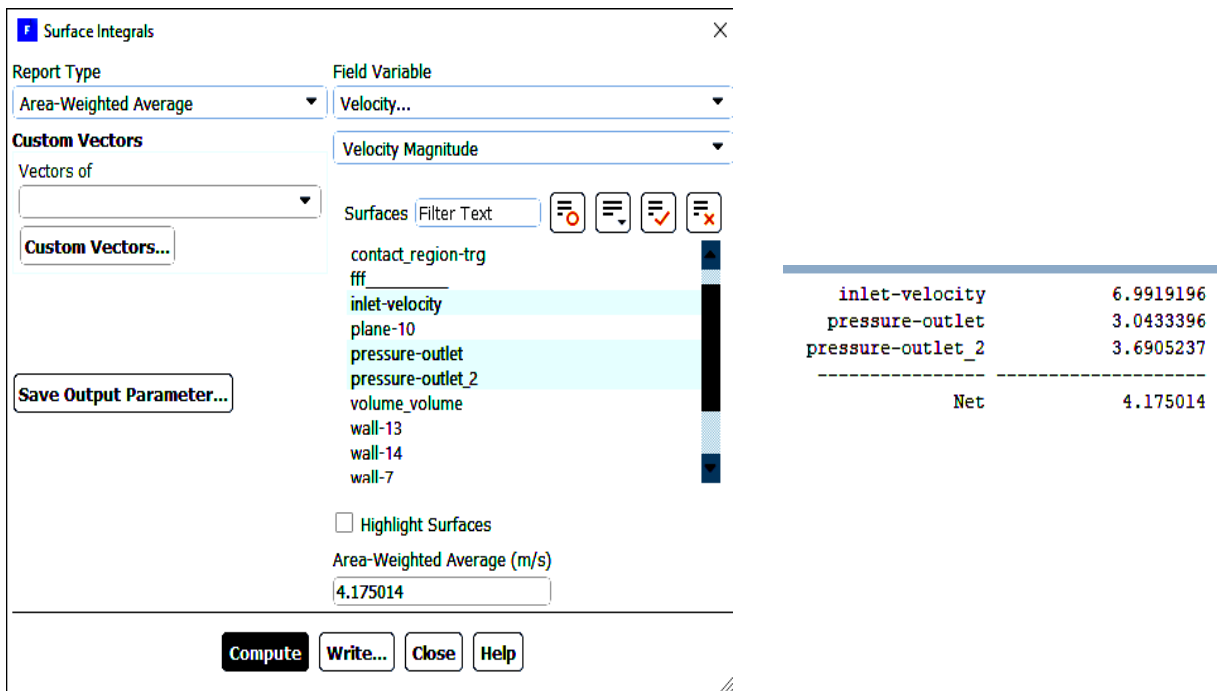 F Surface Integrals
Report Type
Area-Weighted Average
Custom Vectors
Vectors of
Custom Vectors...
Save Output Parameter...
Field Variable
Velocity...
Velocity Magnitude
Surfaces Filter Text
contact_region-trg
fff__________
inlet-velocity
plane-10
pressure-outlet
pressure-outlet_2
volume_volume
wall-13
wall-14
wall-7
Highlight Surfaces
Area-Weighted Average (m/s)
4.175014
Compute Write... Close Help
inlet-velocity 6.9919196
pressure-outlet 3.0433396
pressure-outlet_2 3.6905237
---------------- --------------------
Net 4.175014